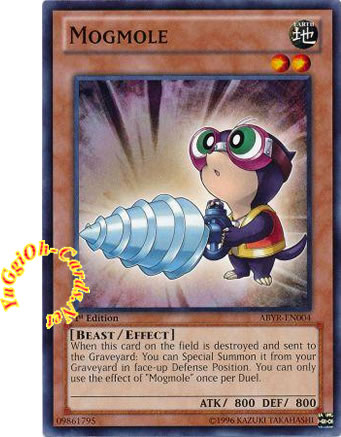 MOGMOLE
EARTH
地
YuGgiOh-Cards.Net
1st Edition
ABYR-EN004
[BEAST/EFFECT]
When this card on the field is destroyed and sent to
the Graveyard: You can Special Summon it from your
Graveyard in face-up Defense Position. You can only
use the effect of "Mogmole" once per Duel.
ATK/ 800 DEF/ 800
09861795
©1996 KAZUKI TAKAHASHI